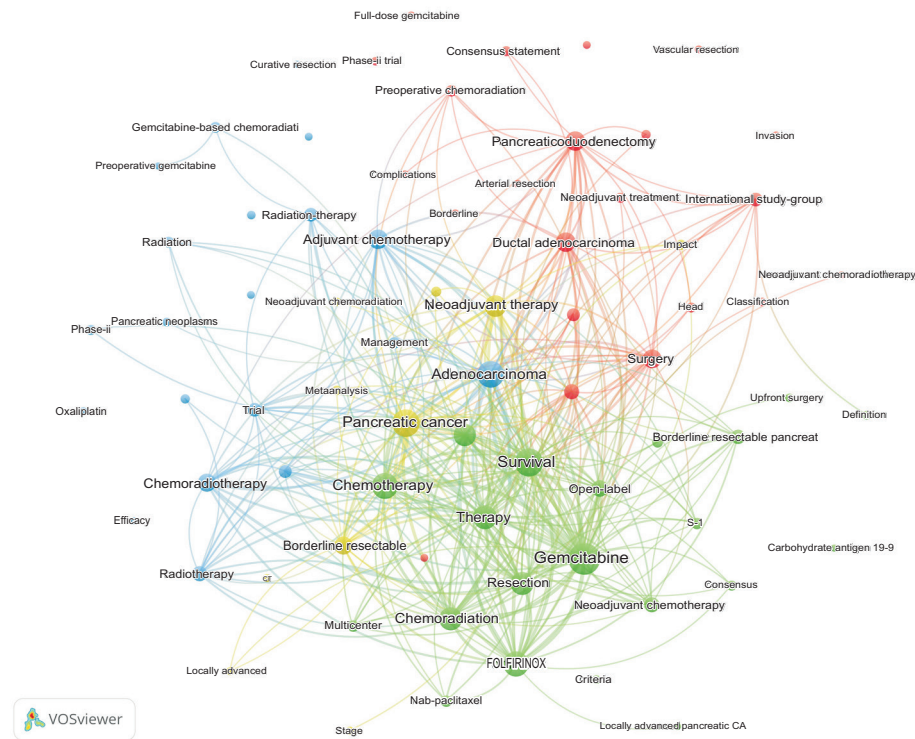 Full-dose gemcitabine
Consensus statement
Vascular resection
Curative resection
Phase-ii trial
Preoperative chemoradiation
Gemcitabine-based chemoradiati
Pancreaticoduodenectomy
Invasion
Preoperative gemcitabine
Complications
Arterial resection
Neoadjuvant treatment
International study-group
Radiation-therapy
Borderline
Radiation
Adjuvant chemotherapy
Ductal adenocarcinoma
Impact
Neoadjuvant chemoradiotherapy
Neoadjuvant chemoradiation
Neoadjuvant therapy
Head
Classification
Phase-ii
Pancreatic neoplasms
Management
Surgery
Adenocarcinoma
Metaanalysis
Upfront surgery
Oxaliplatin
Trial
Pancreatic cancer
Definition
Borderline resectable pancreat
Survival
Chemoradiotherapy
Chemotherapy
Open-label
Efficacy
Therapy
S-1
Borderline resectable
Carbohydrate antigen 19-9
Gemcitabine
Radiotherapy
Resection
Consensus
Neoadjuvant chemotherapy
Multicenter
Chemoradiation
FOLFIRINOX
Locally advanced
Criteria
Nab-paclitaxel
Stage
Locally advanced pancreatic CA
VOSviewer